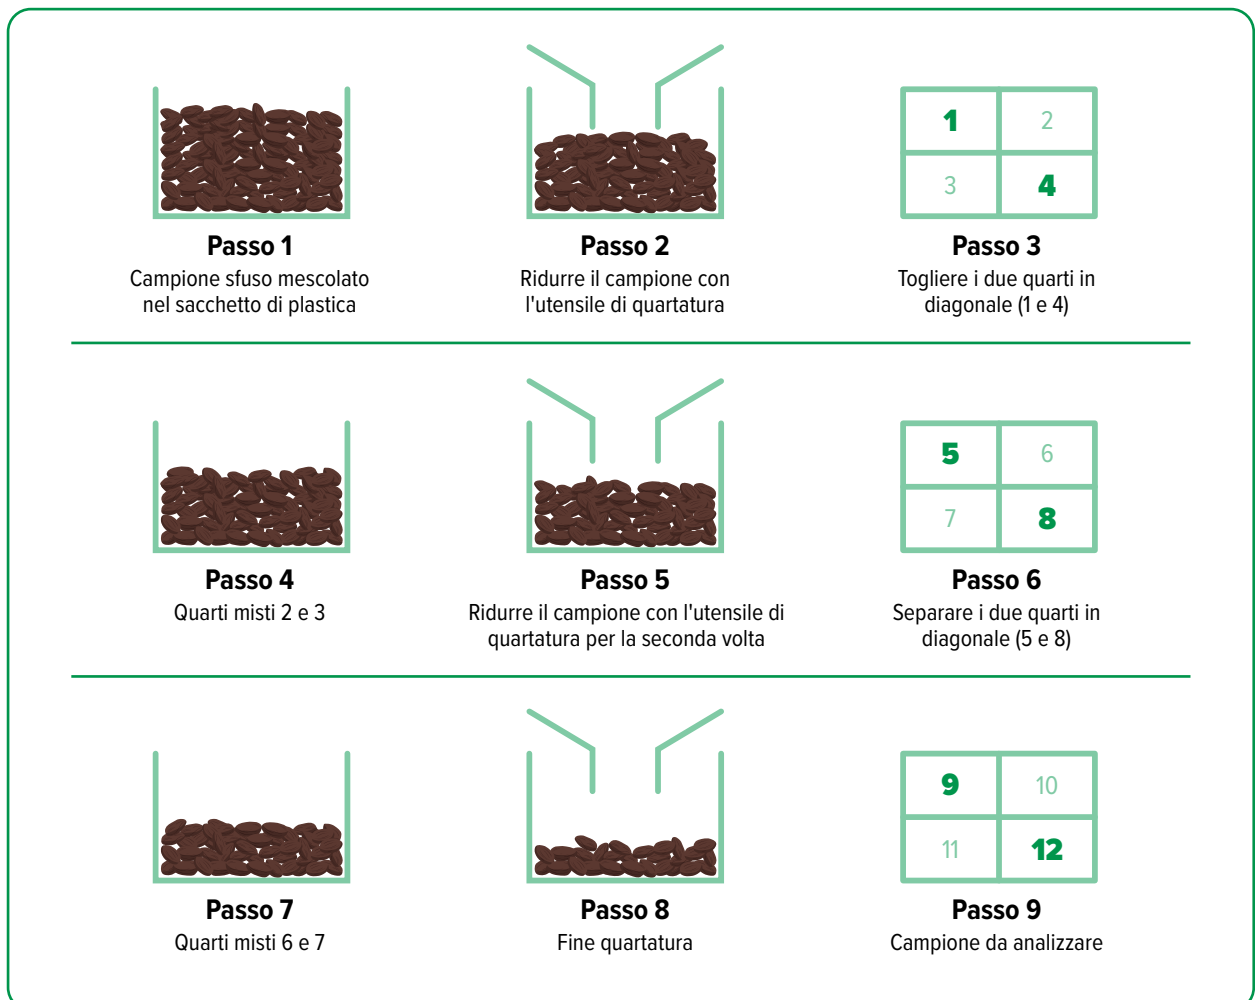 1
2
3
4
Passo 1
Campione sfuso mescolato
nel sacchetto di plastica
Passo 2
Ridurre il campione con
l'utensile di quartatura
Passo 3
Togliere i due quarti in
diagonale (1 e 4)
5
6
7
8
Passo 4
Quarti misti 2 e 3
Passo 5
Ridurre il campione con l'utensile di
quartatura per la seconda volta
Passo 6
Separare i due quarti in
diagonale (5 e 8)
9
10
11
12
Passo 7
Quarti misti 6 e 7
Passo 8
Fine quartatura
Passo 9
Campione da analizzare